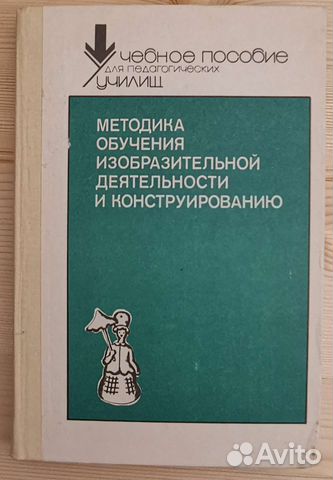 Учебное пособие
для педагогических
училищ
МЕТОДИКА
ОБУЧЕНИЯ
ИЗОБРАЗИТЕЛЬНОЙ
ДЕЯТЕЛЬНОСТИ
И КОНСТРУИРОВАНИЮ
Avito